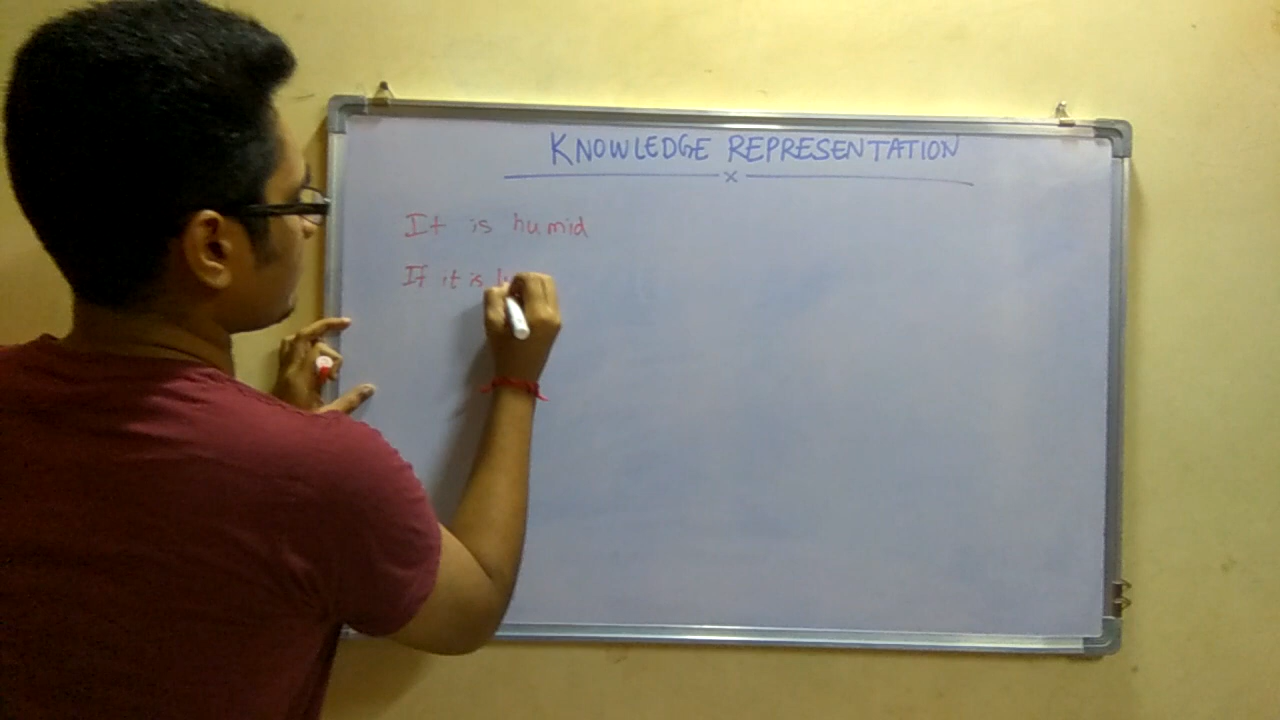 KNOWLEDGE REPRESENTATION
It is humid
If it is